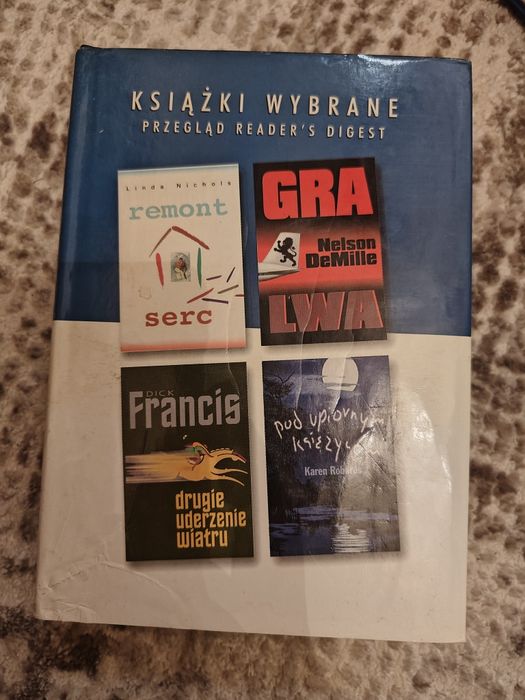 KSIĄŻKI WYBRANE
PRZEGLĄD READER'S DIGEST
Linda Nichols
remont
serc
GRA
Nelson
DeMille
LWA
DICK
Francis
drugie
uderzenie
wiatru
pod upiornym
księżycem
Karen Robards